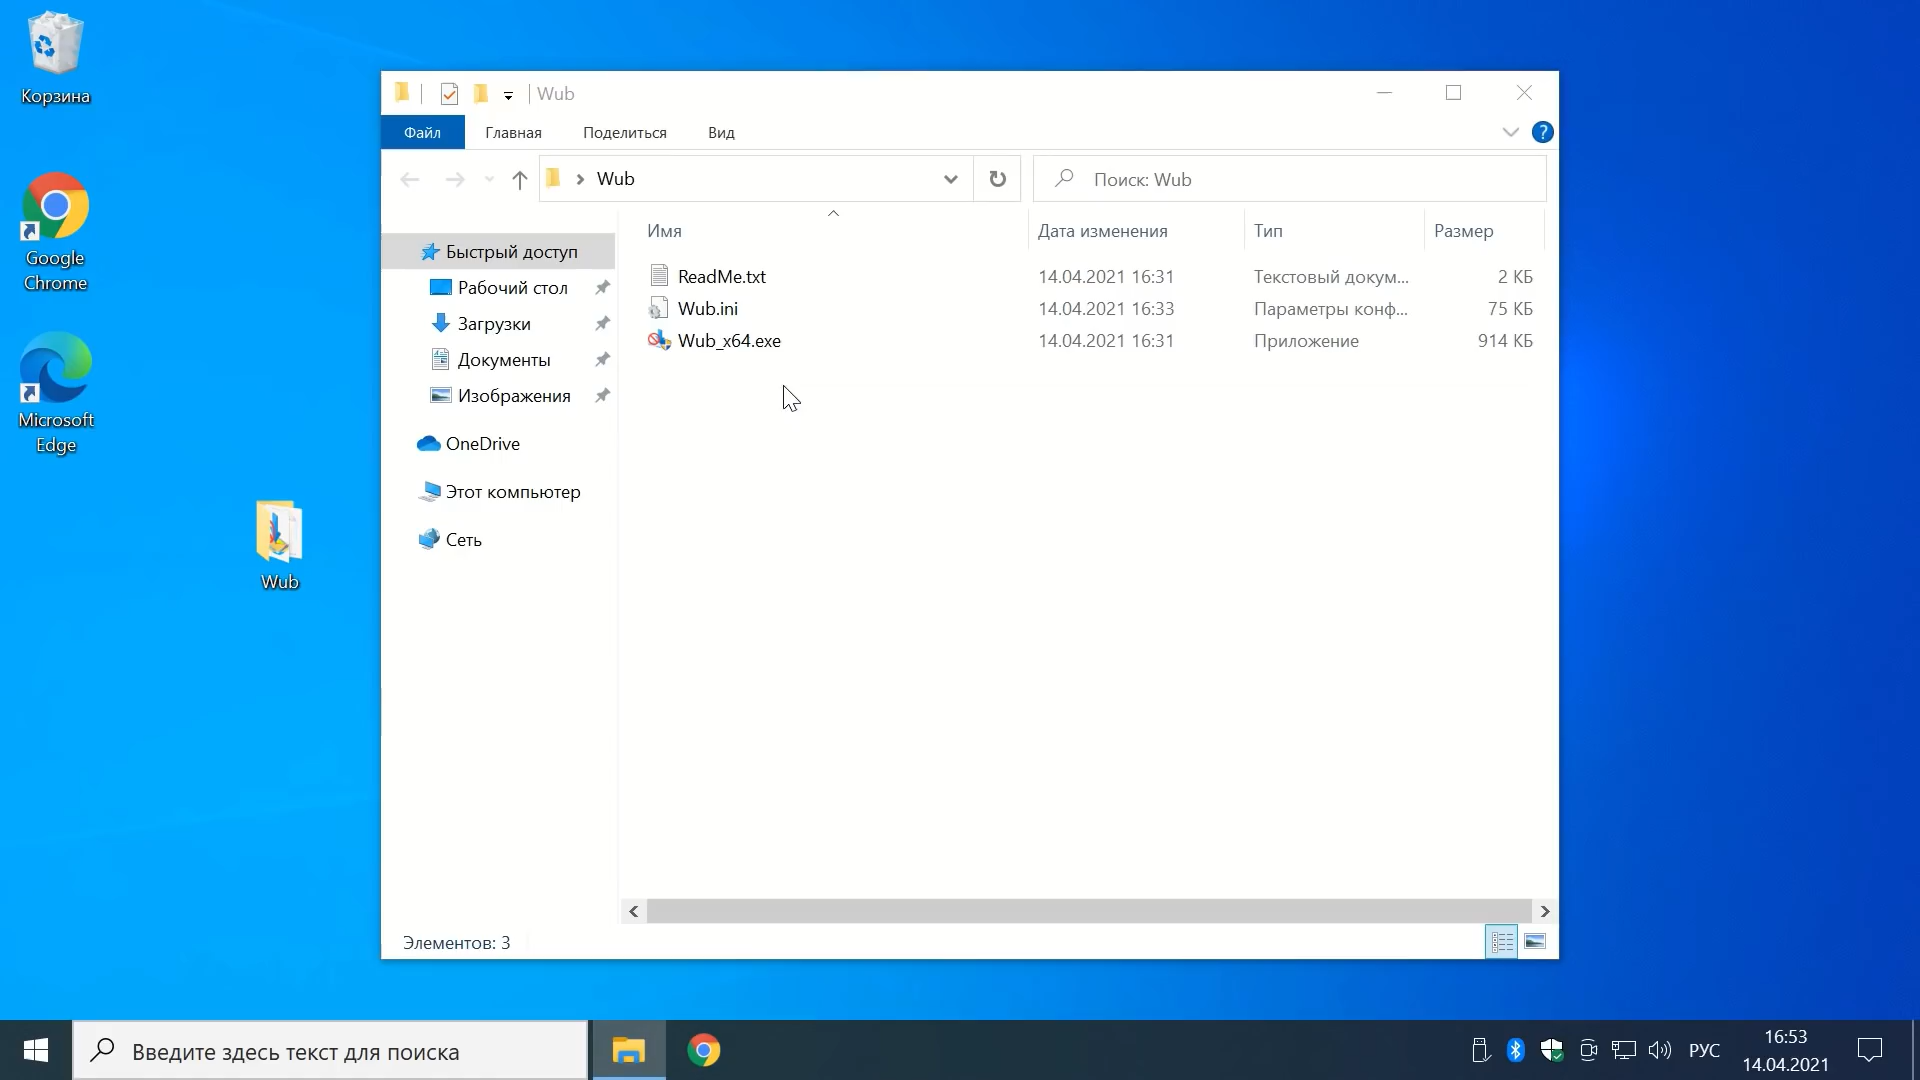 Корзина
Google
Chrome
Microsoft
Edge
Wub
Wub
Файл
Главная
Поделиться
Вид
?
Wub
Поиск: Wub
Быстрый доступ
Рабочий стол
Загрузки
Документы
Изображения
OneDrive
Этот компьютер
Сеть
Имя Дата изменения Тип Размер
ReadMe.txt 14.04.2021 16:31 Текстовый докум... 2 КБ
Wub.ini 14.04.2021 16:33 Параметры конф... 75 КБ
Wub_x64.exe 14.04.2021 16:31 Приложение 914 КБ
Элементов: 3
Введите здесь текст для поиска
РУС
16:53
14.04.2021